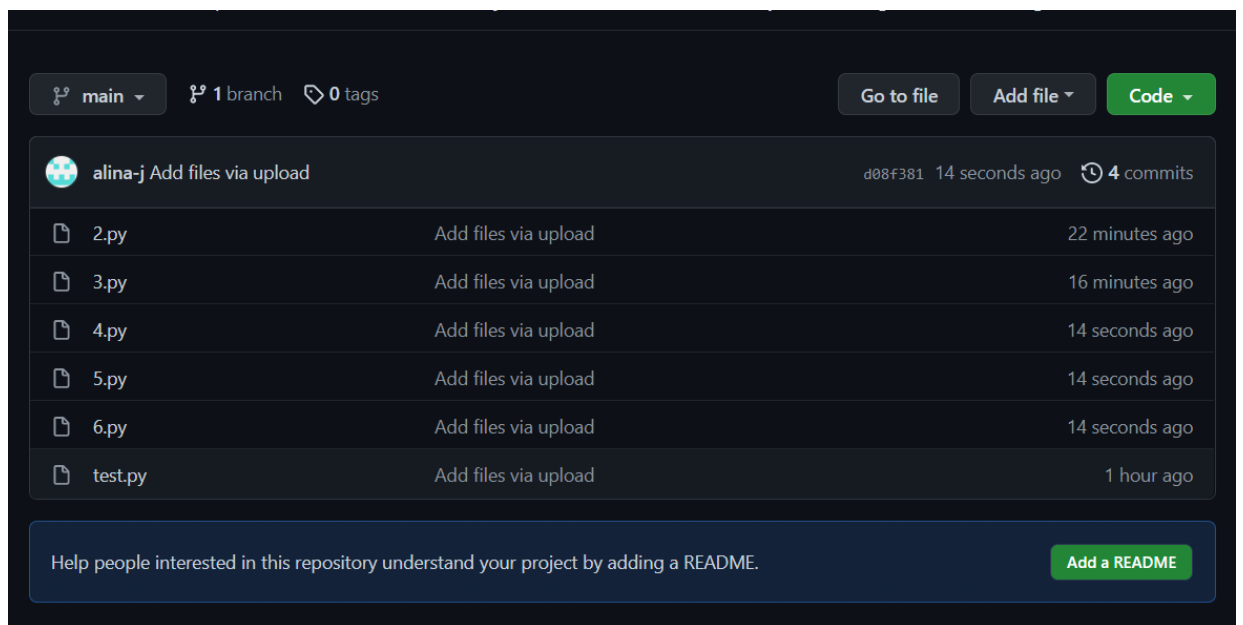 main 1 branch 0 tags Go to file Add file Code
alina-j Add files via upload d08f381 14 seconds ago 4 commits
2.py Add files via upload 22 minutes ago
3.py Add files via upload 16 minutes ago
4.py Add files via upload 14 seconds ago
5.py Add files via upload 14 seconds ago
6.py Add files via upload 14 seconds ago
test.py Add files via upload 1 hour ago
Help people interested in this repository understand your project by adding a README. Add a README